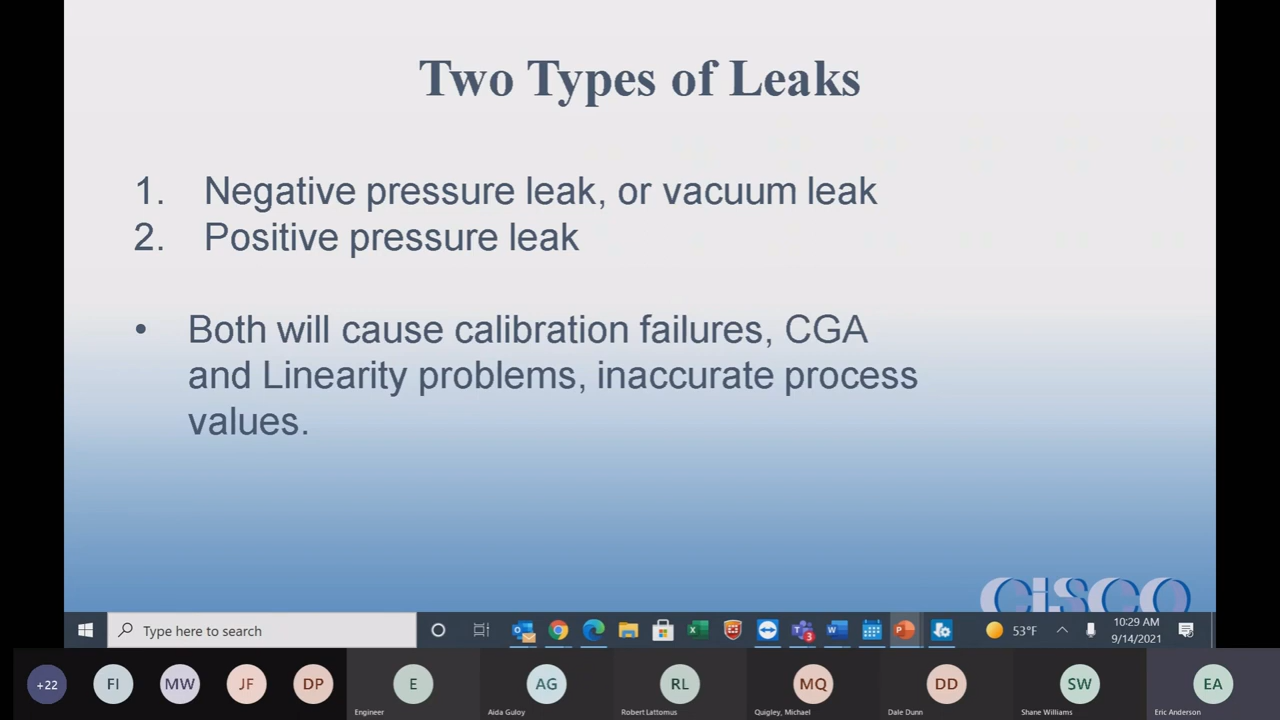 Two Types of Leaks
1. Negative pressure leak, or vacuum leak
2. Positive pressure leak
• Both will cause calibration failures, CGA
and Linearity problems, inaccurate process
values.
CiSCO
Type here to search
3
53°F
10:29 AM
9/14/2021
+22
FI
MW
JF
DP
E
AG
RL
MQ
DD
SW
EA
Engineer
Aida Guloy
Robert Lattomus
Quigley, Michael
Dale Dunn
Shane Williams
Eric Anderson